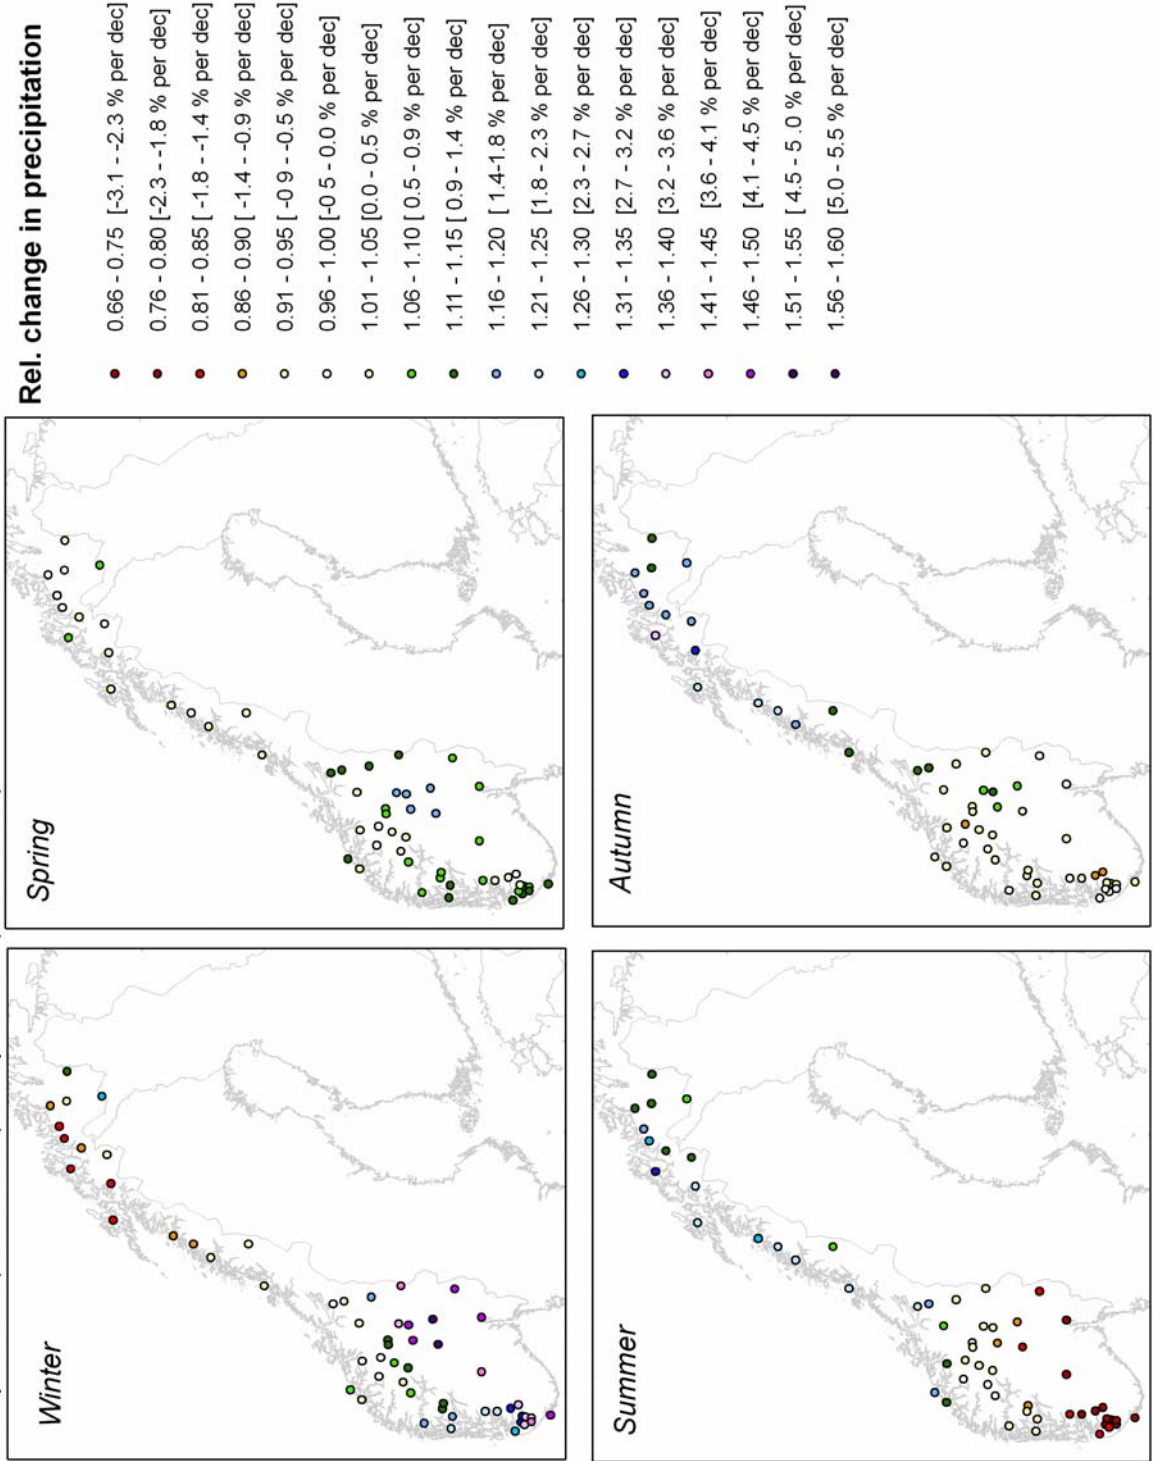 Winter
Spring
Summer
Autumn
Rel. change in precipitation
0.66 - 0.75 [-3.1 - -2.3 % per dec]
0.76 - 0.80 [-2.3 - -1.8 % per dec]
0.81 - 0.85 [ -1.8 - -1.4 % per dec]
0.86 - 0.90 [ -1.4 - -0.9 % per dec]
0.91 - 0.95 [ -0 9 - -0.5 % per dec]
0.96 - 1.00 [-0 5 - 0.0 % per dec]
1.01 - 1.05 [0.0 - 0.5 % per dec]
1.06 - 1.10 [ 0.5 - 0.9 % per dec]
1.11 - 1.15 [ 0.9 - 1.4 % per dec]
1.16 - 1.20 [ 1.4-1.8 % per dec]
1.21 - 1.25 [1.8 - 2.3 % per dec]
1.26 - 1.30 [2.3 - 2.7 % per dec]
1.31 - 1.35 [2.7 - 3.2 % per dec]
1.36 - 1.40 [3.2 - 3.6 % per dec]
1.41 - 1.45 [3.6 - 4.1 % per dec]
1.46 - 1.50 [4.1 - 4.5 % per dec]
1.51 - 1.55 [ 4.5 - 5 .0 % per dec]
1.56 - 1.60 [5.0 - 5.5 % per dec]